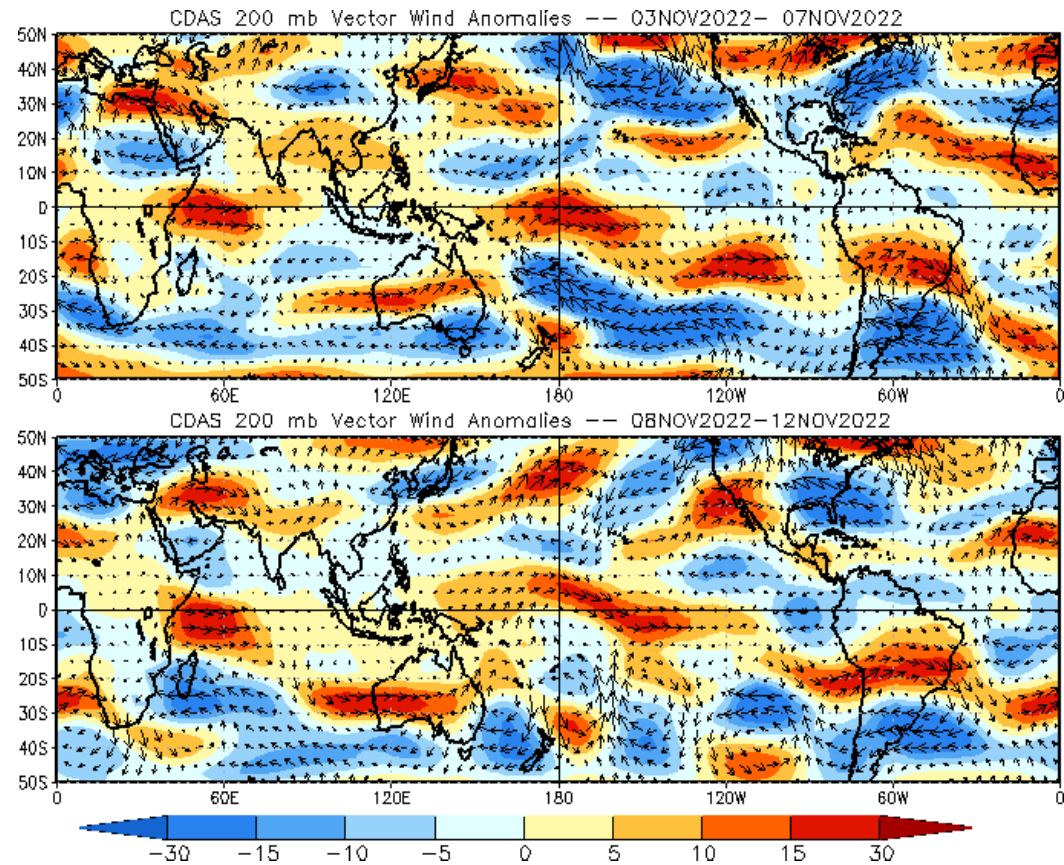 CDAS 200 mb Vector Wind Anomalies -- 03NOV2022- 07NOV2022
50N
40N
30N
20N
10N
0
10S
20S
30S
40S
50S
0 60E 120E 180 120W 60W 0
CDAS 200 mb Vector Wind Anomalies -- 08NOV2022-12NOV2022
50N
40N
30N
20N
10N
0
10S
20S
30S
40S
50S
0 60E 120E 180 120W 60W 0
-30 -15 -10 -5 0 5 10 15 30